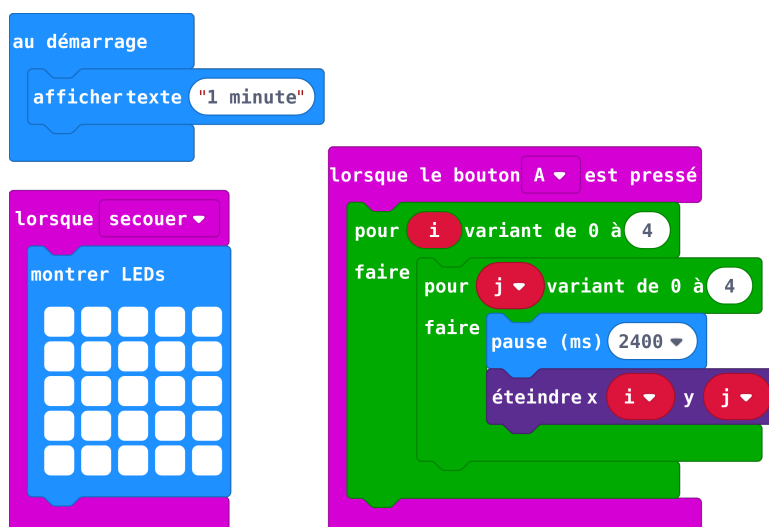 au démarrage
afficher texte "1 minute"
lorsque secouer
montrer LEDs
lorsque le bouton A est pressé
pour i variant de 0 à 4
faire
pour j variant de 0 à 4
faire
pause (ms) 2400
éteindre x i y j